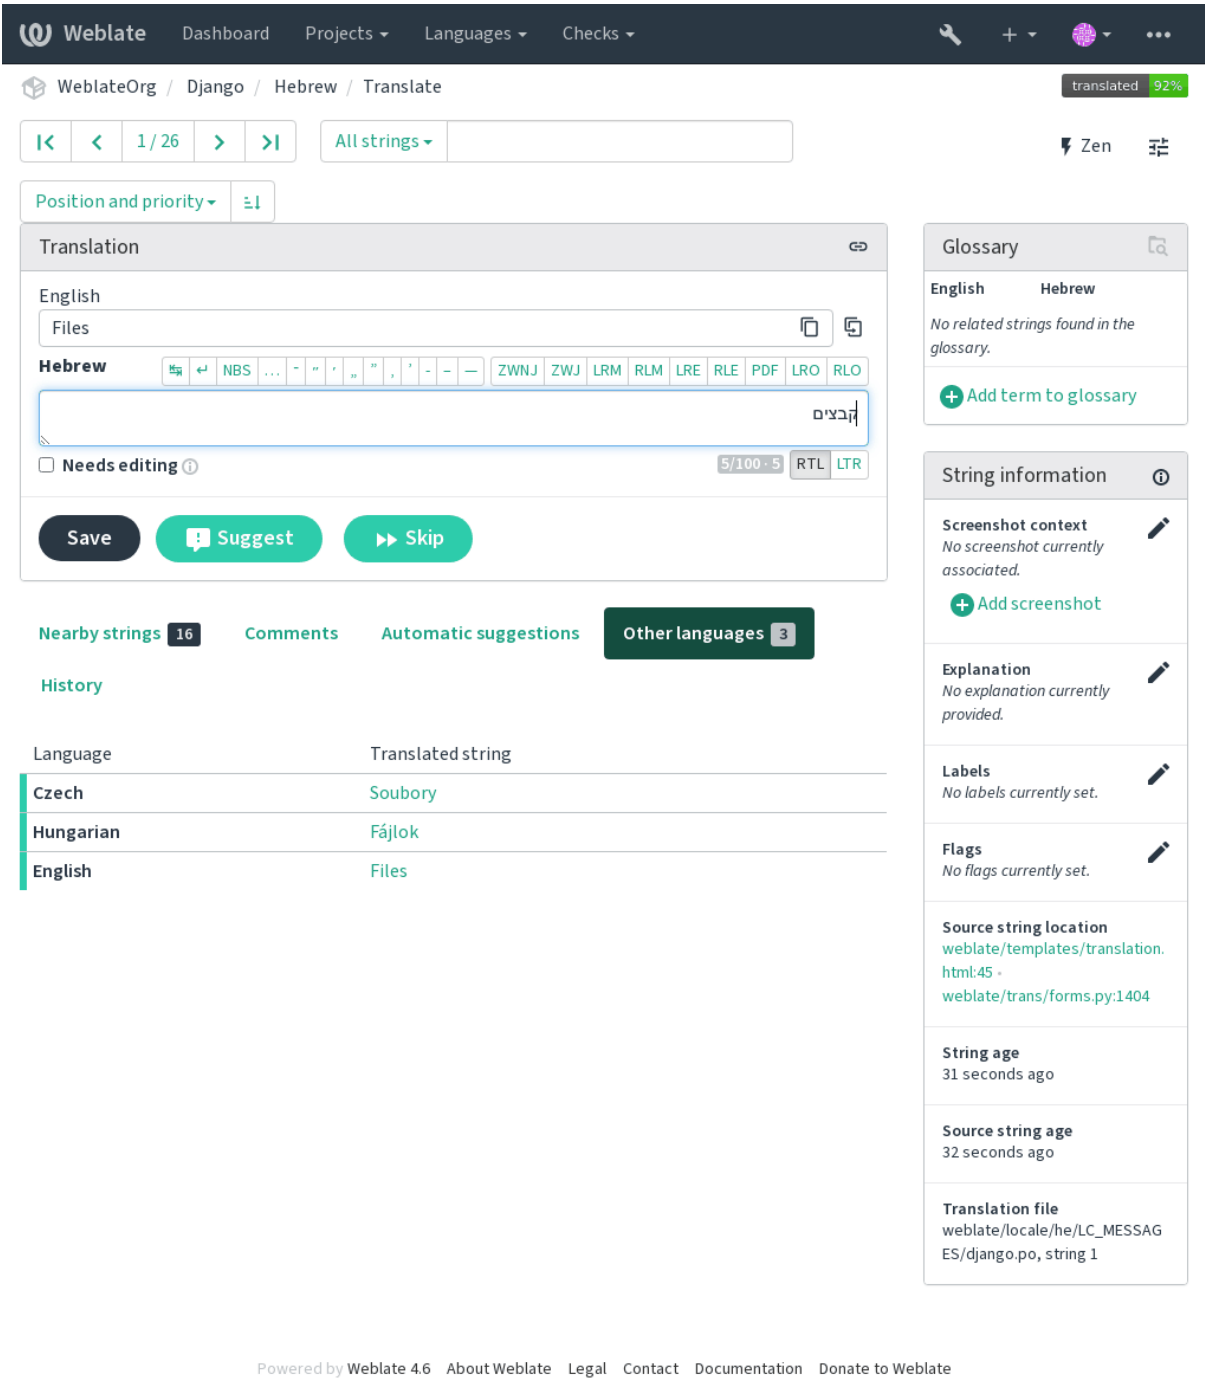 Weblate Dashboard Projects Languages Checks
WeblateOrg / Django / Hebrew / Translate translated 92%
1 / 26 All strings Zen
Position and priority
Translation
English
Files
Hebrew NBS … ־ ״ ׳ „ ” ‚ ’ - – — ZWNJ ZWJ LRM RLM LRE RLE PDF LRO RLO
קבצים
Needs editing 5/100 · 5 RTL LTR
Save Suggest Skip
Nearby strings 16 Comments Automatic suggestions Other languages 3
History
Language Translated string
Czech Soubory
Hungarian Fájlok
English Files
Glossary
English Hebrew
No related strings found in the
glossary.
Add term to glossary
String information
Screenshot context
No screenshot currently
associated.
Add screenshot
Explanation
No explanation currently
provided.
Labels
No labels currently set.
Flags
No flags currently set.
Source string location
weblate/templates/translation.
html:45 •
weblate/trans/forms.py:1404
String age
31 seconds ago
Source string age
32 seconds ago
Translation file
weblate/locale/he/LC_MESSAG
ES/django.po, string 1
Powered by Weblate 4.6 About Weblate Legal Contact Documentation Donate to Weblate